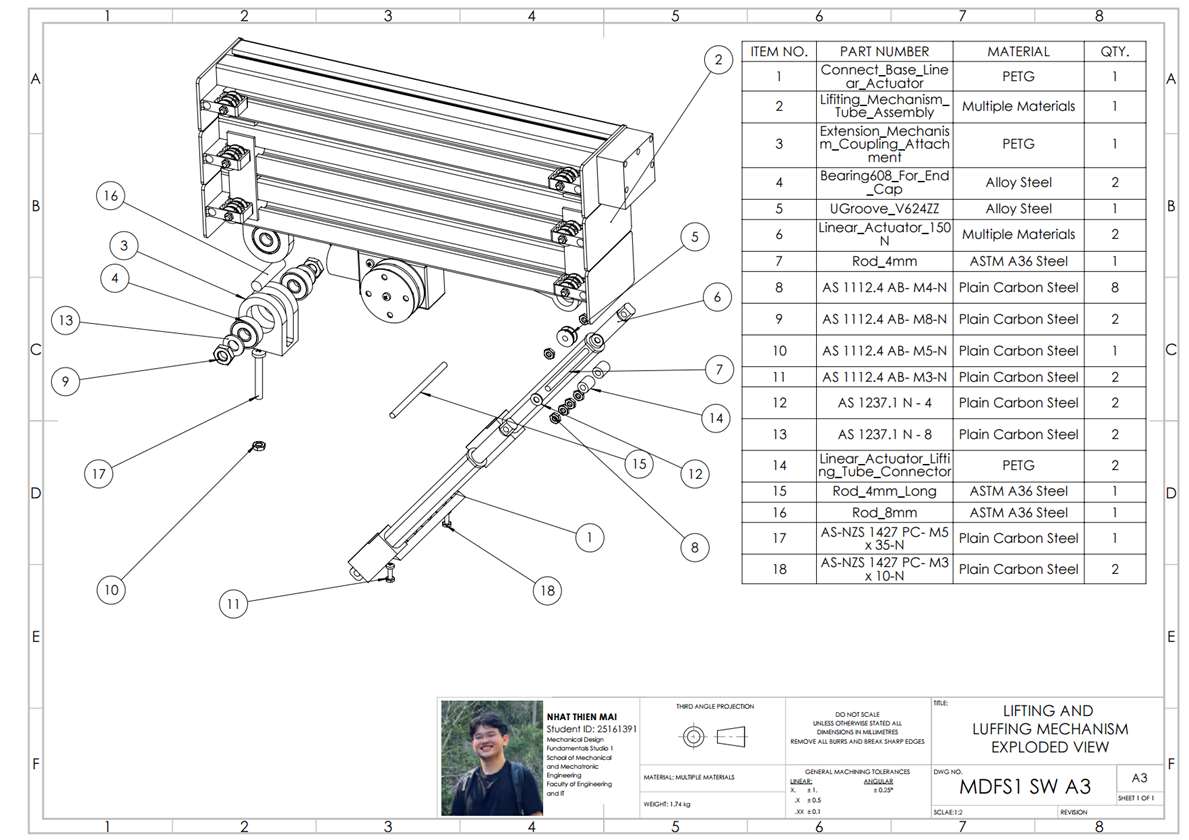 1 2 3 4 5 6 7 8
A A
B B
C C
D D
E E
F F
2
16
3
4
13
9
17
10
11
5
6
7
14
15
12
1
8
18
ITEM NO. PART NUMBER MATERIAL QTY.
1 Connect_Base_Line PETG 1
ar_Actuator
2 Lifiting_Mechanism_ Multiple Materials 1
Tube_Assembly
3 Extension_Mechanis PETG 1
m_Coupling_Attach
ment
4 Bearing608_For_End Alloy Steel 2
_Cap
5 UGroove_V624ZZ Alloy Steel 1
6 Linear_Actuator_150 Multiple Materials 2
N
7 Rod_4mm ASTM A36 Steel 1
8 AS 1112.4 AB- M4-N Plain Carbon Steel 8
9 AS 1112.4 AB- M8-N Plain Carbon Steel 2
10 AS 1112.4 AB- M5-N Plain Carbon Steel 1
11 AS 1112.4 AB- M3-N Plain Carbon Steel 2
12 AS 1237.1 N - 4 Plain Carbon Steel 2
13 AS 1237.1 N - 8 Plain Carbon Steel 2
14 Linear_Actuator_Lifti PETG 2
ng_Tube_Connector
15 Rod_4mm_Long ASTM A36 Steel 1
16 Rod_8mm ASTM A36 Steel 1
17 AS-NZS 1427 PC- M5 Plain Carbon Steel 1
x 35-N
18 AS-NZS 1427 PC- M3 Plain Carbon Steel 2
x 10-N
NHAT THIEN MAI
Student ID: 25161391
Mechanical Design
Fundamentals Studio 1
School of Mechanical
and Mechatronic
Engineering
Faculty of Engineering
and IT
THIRD ANGLE PROJECTION
MATERIAL: MULTIPLE MATERIALS
WEIGHT: 1.74 kg
DO NOT SCALE
UNLESS OTHERWISE STATED ALL
DIMENSIONS IN MILLIMETRES
REMOVE ALL BURRS AND BREAK SHARP EDGES
GENERAL MACHINING TOLERANCES
LINEAR: ANGULAR
X. ± 1. ± 0.25°
.X ± 0.5
.XX ± 0.1
TITLE:
LIFTING AND
LUFFING MECHANISM
EXPLODED VIEW
DWG NO.
MDFS1 SW A3
A3
SHEET 1 OF 1
SCLAE:1:2 REVISION
1 2 3 4 5 6 7 8